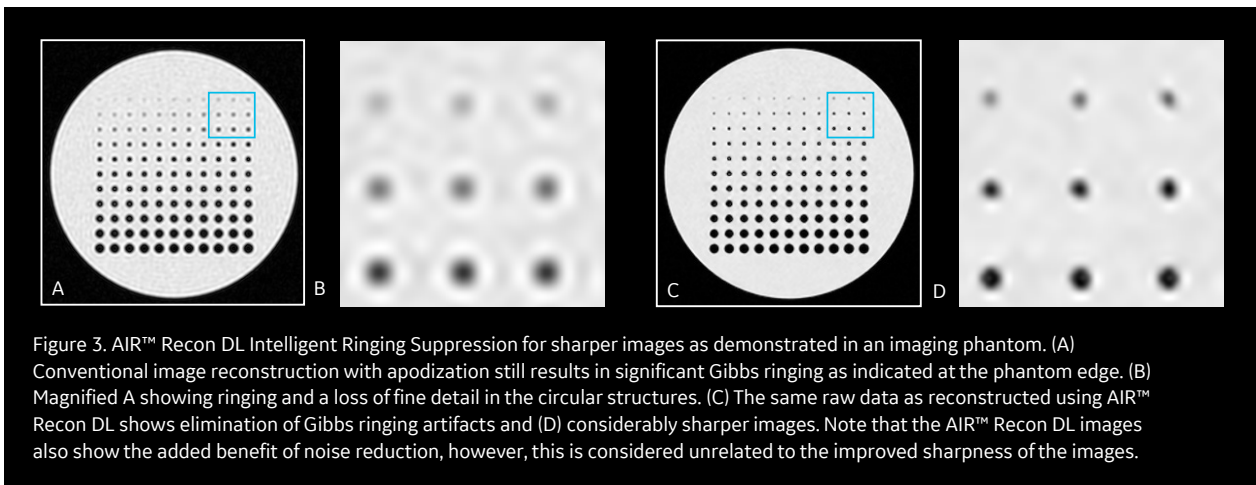 A
B
C
D
Figure 3. AIR™ Recon DL Intelligent Ringing Suppression for sharper images as demonstrated in an imaging phantom. (A)
Conventional image reconstruction with apodization still results in significant Gibbs ringing as indicated at the phantom edge. (B)
Magnified A showing ringing and a loss of fine detail in the circular structures. (C) The same raw data as reconstructed using AIR™
Recon DL shows elimination of Gibbs ringing artifacts and (D) considerably sharper images. Note that the AIR™ Recon DL images
also show the added benefit of noise reduction, however, this is considered unrelated to the improved sharpness of the images.